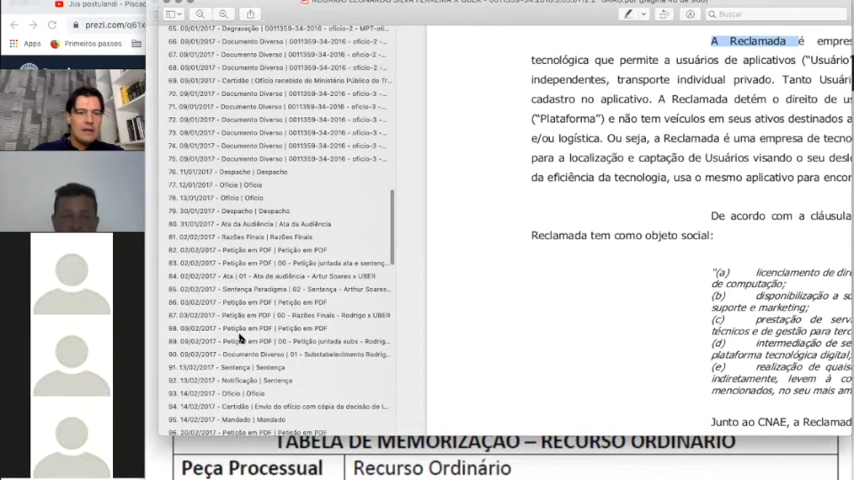 Jus postulandi - Piscac
prezi.com/q61x
Apps
Primeiros passos
Buscar
65. 09/01/2017 - Degravação | 0011359-34-2016 - ofício-2 - MPT-oti...
66. 09/01/2017 - Documento Diverso | 0011359-34-2016 - ofício-2 -...
67. 09/01/2017 - Documento Diverso | 0011359-34-2016 - ofício-2 -...
68. 09/01/2017 - Documento Diverso | 0011359-34-2016 - ofício-2 -...
69. 09/01/2017 - Certidão | Ofício recebido do Ministério Público do Tr...
70. 09/01/2017 - Documento Diverso | 0011359-34-2016 - ofício-3 -...
71. 09/01/2017 - Documento Diverso | 0011359-34-2016 - ofício-3 -...
72. 09/01/2017 - Documento Diverso | 0011359-34-2016 - ofício-3 -...
73. 09/01/2017 - Documento Diverso | 0011359-34-2016 - ofício-3 -...
74. 09/01/2017 - Documento Diverso | 0011359-34-2016 - ofício-3 -...
75. 09/01/2017 - Documento Diverso | 0011359-34-2016 - ofício-3 -...
76. 11/01/2017 - Despacho | Despacho
77. 12/01/2017 - Ofício | Ofício
78. 13/01/2017 - Ofício | Ofício
79. 30/01/2017 - Despacho | Despacho
80. 31/01/2017 - Ata da Audiência | Ata da Audiência
81. 02/02/2017 - Razões Finais | Razões Finais
82. 02/02/2017 - Petição em PDF | Petição em PDF
83. 02/02/2017 - Petição em PDF | 00 - Petição juntada ata e sentenç...
84. 02/02/2017 - Ata | 01 - Ata de audiência - Artur Soares x UBER
85. 02/02/2017 - Sentença Paradigma | 02 - Sentença - Arthur Soares...
86. 03/02/2017 - Petição em PDF | Petição em PDF
87. 03/02/2017 - Petição em PDF | 00 - Razões Finais - Rodrigo x UBER
88. 09/02/2017 - Petição em PDF | Petição em PDF
89. 09/02/2017 - Petição em PDF | 00 - Petição juntada subs - Rodrig...
90. 09/02/2017 - Documento Diverso | 01 - Substabelecimento Rodrig...
91. 13/02/2017 - Sentença | Sentença
92. 13/02/2017 - Notificação | Sentença
93. 14/02/2017 - Ofício | Ofício
94. 14/02/2017 - Certidão | Envio do ofício com cópia da decisão de i...
95. 14/02/2017 - Mandado | Mandado
96. 20/02/2017 - Petição em PDF | Petição em PDF
A Reclamada é empres
tecnológica que permite a usuários de aplicativos ("Usuário"
independentes, transporte individual privado. Tanto Usuári
cadastro no aplicativo. A Reclamada detém o direito de us
("Plataforma") e não tem veículos em seus ativos destinados a
e/ou logística. Ou seja, a Reclamada é uma empresa de tecno
para a localização e captação de Usuários visando o seu desl
da eficiência da tecnologia, usa o mesmo aplicativo para encon
De acordo com a cláusula
Reclamada tem como objeto social:
"(a) licenciamento de dire
de computação;
(b) disponibilização a so
suporte e marketing;
(c) prestação de servi
técnicos e de gestão para terc
(d) intermediação de se
plataforma tecnológica digital;
(e) realização de quais
indiretamente, levem à co
mencionados, no seu mais am
Junto ao CNAE, a Reclamad
TABELA DE MEMORIZAÇÃO – RECURSO ORDINÁRIO
Peça Processual Recurso Ordinário